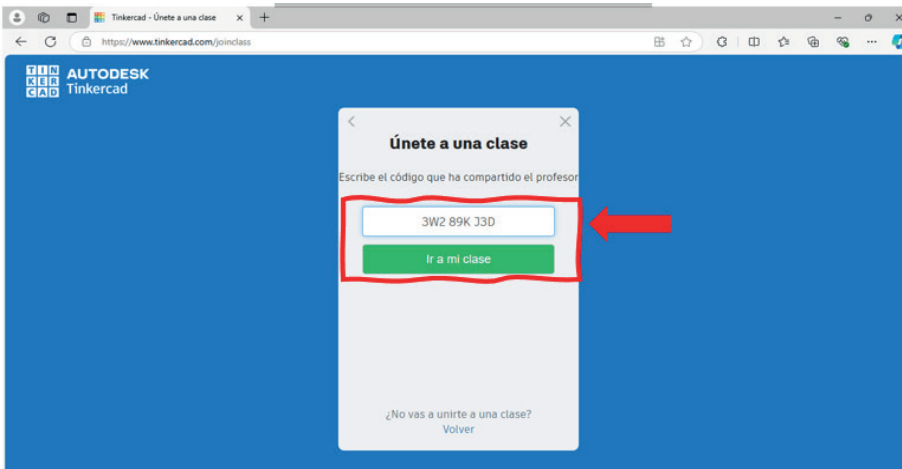 Tinkercad - Únete a una clase
https://www.tinkercad.com/joinclass
TIN
KER
CAD
AUTODESK
Tinkercad
Únete a una clase
Escribe el código que ha compartido el profesor
3W2 89K J3D
Ir a mi clase
¿No vas a unirte a una clase?
Volver